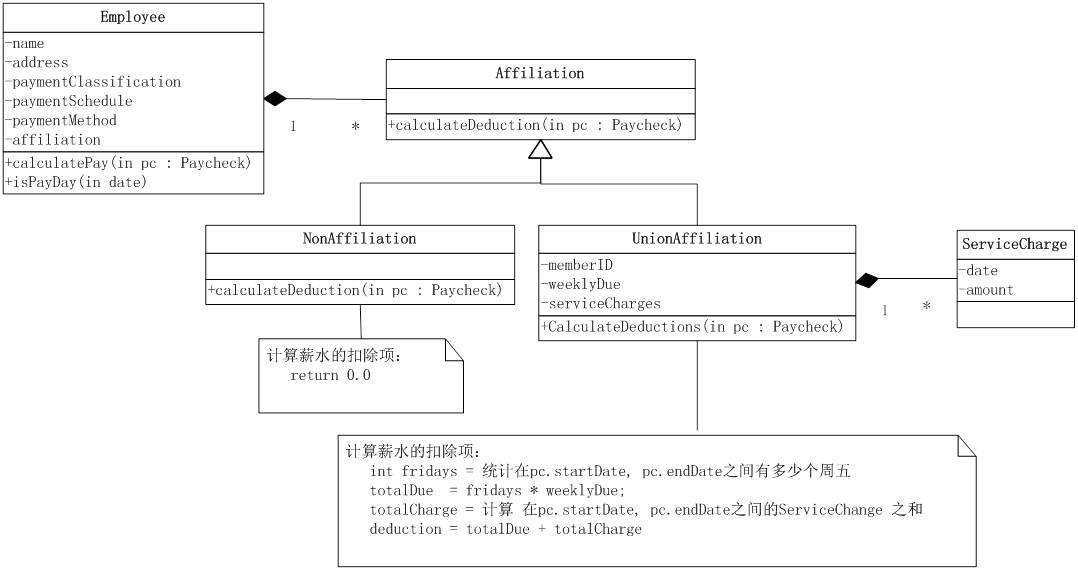 Employee
-name
-address
-paymentClassification
-paymentSchedule
-paymentMethod
-affiliation
+calculatePay(in pc : Paycheck)
+isPayDay(in date)
1
*
Affiliation
+calculateDeduction(in pc : Paycheck)
NonAffiliation
+calculateDeduction(in pc : Paycheck)
UnionAffiliation
-memberID
-weeklyDue
-serviceCharges
+CalculateDeductions(in pc : Paycheck)
1
*
ServiceCharge
-date
-amount
计算薪水的扣除项:
return 0.0
计算薪水的扣除项:
int fridays = 统计在pc.startDate, pc.endDate之间有多少个周五
totalDue = fridays * weeklyDue;
totalCharge = 计算 在pc.startDate, pc.endDate之间的ServiceChange 之和
deduction = totalDue + totalCharge